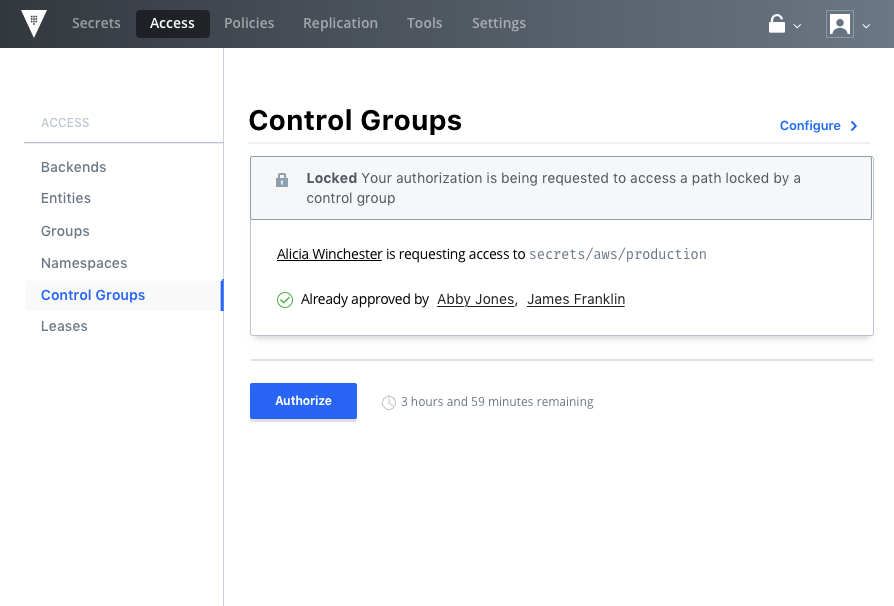 Secrets Access Policies Replication Tools Settings
ACCESS
Backends
Entities
Groups
Namespaces
Control Groups
Leases
Control Groups
Configure
Locked Your authorization is being requested to access a path locked by a
control group
Alicia Winchester is requesting access to secrets/aws/production
Already approved by Abby Jones, James Franklin
Authorize
3 hours and 59 minutes remaining